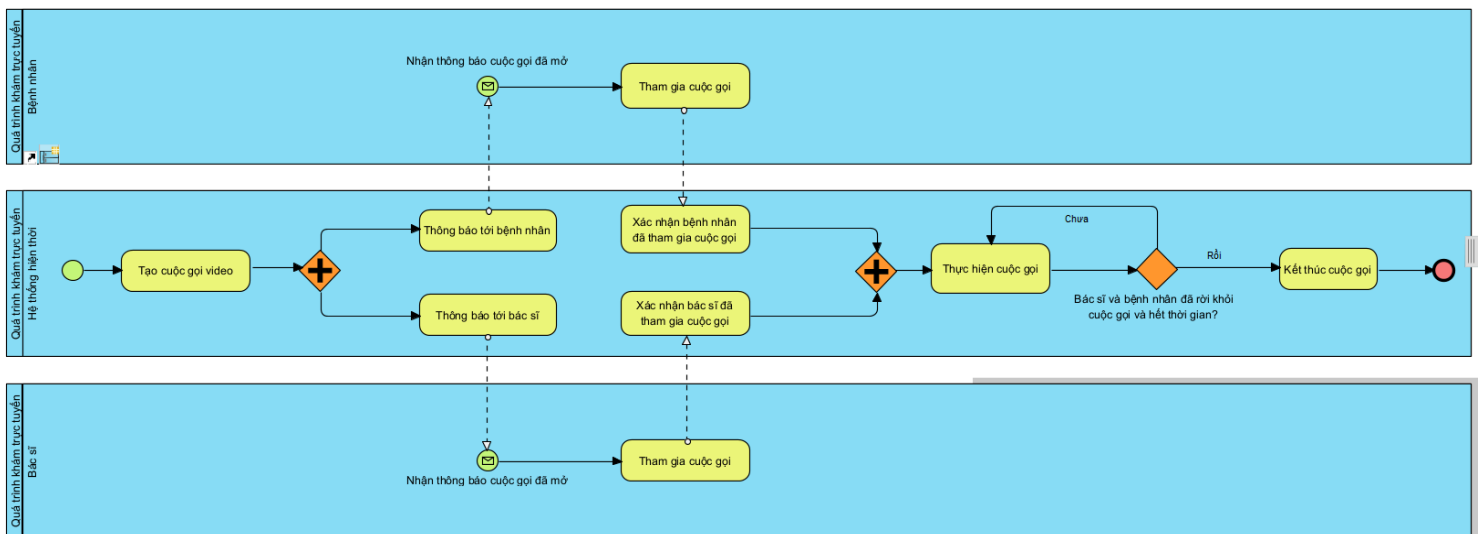 Quá trình khám trực tuyến
Bệnh nhân
Nhận thông báo cuộc gọi đã mở
Tham gia cuộc gọi
Quá trình khám trực tuyến
Hệ thống hiện thời
Tạo cuộc gọi video
Thông báo tới bệnh nhân
Thông báo tới bác sĩ
Xác nhận bệnh nhân
đã tham gia cuộc gọi
Xác nhận bác sĩ đã
tham gia cuộc gọi
Thực hiện cuộc gọi
Chưa
Bác sĩ và bệnh nhân đã rời khỏi
cuộc gọi và hết thời gian?
Rồi
Kết thúc cuộc gọi
Quá trình khám trực tuyến
Bác sĩ
Nhận thông báo cuộc gọi đã mở
Tham gia cuộc gọi